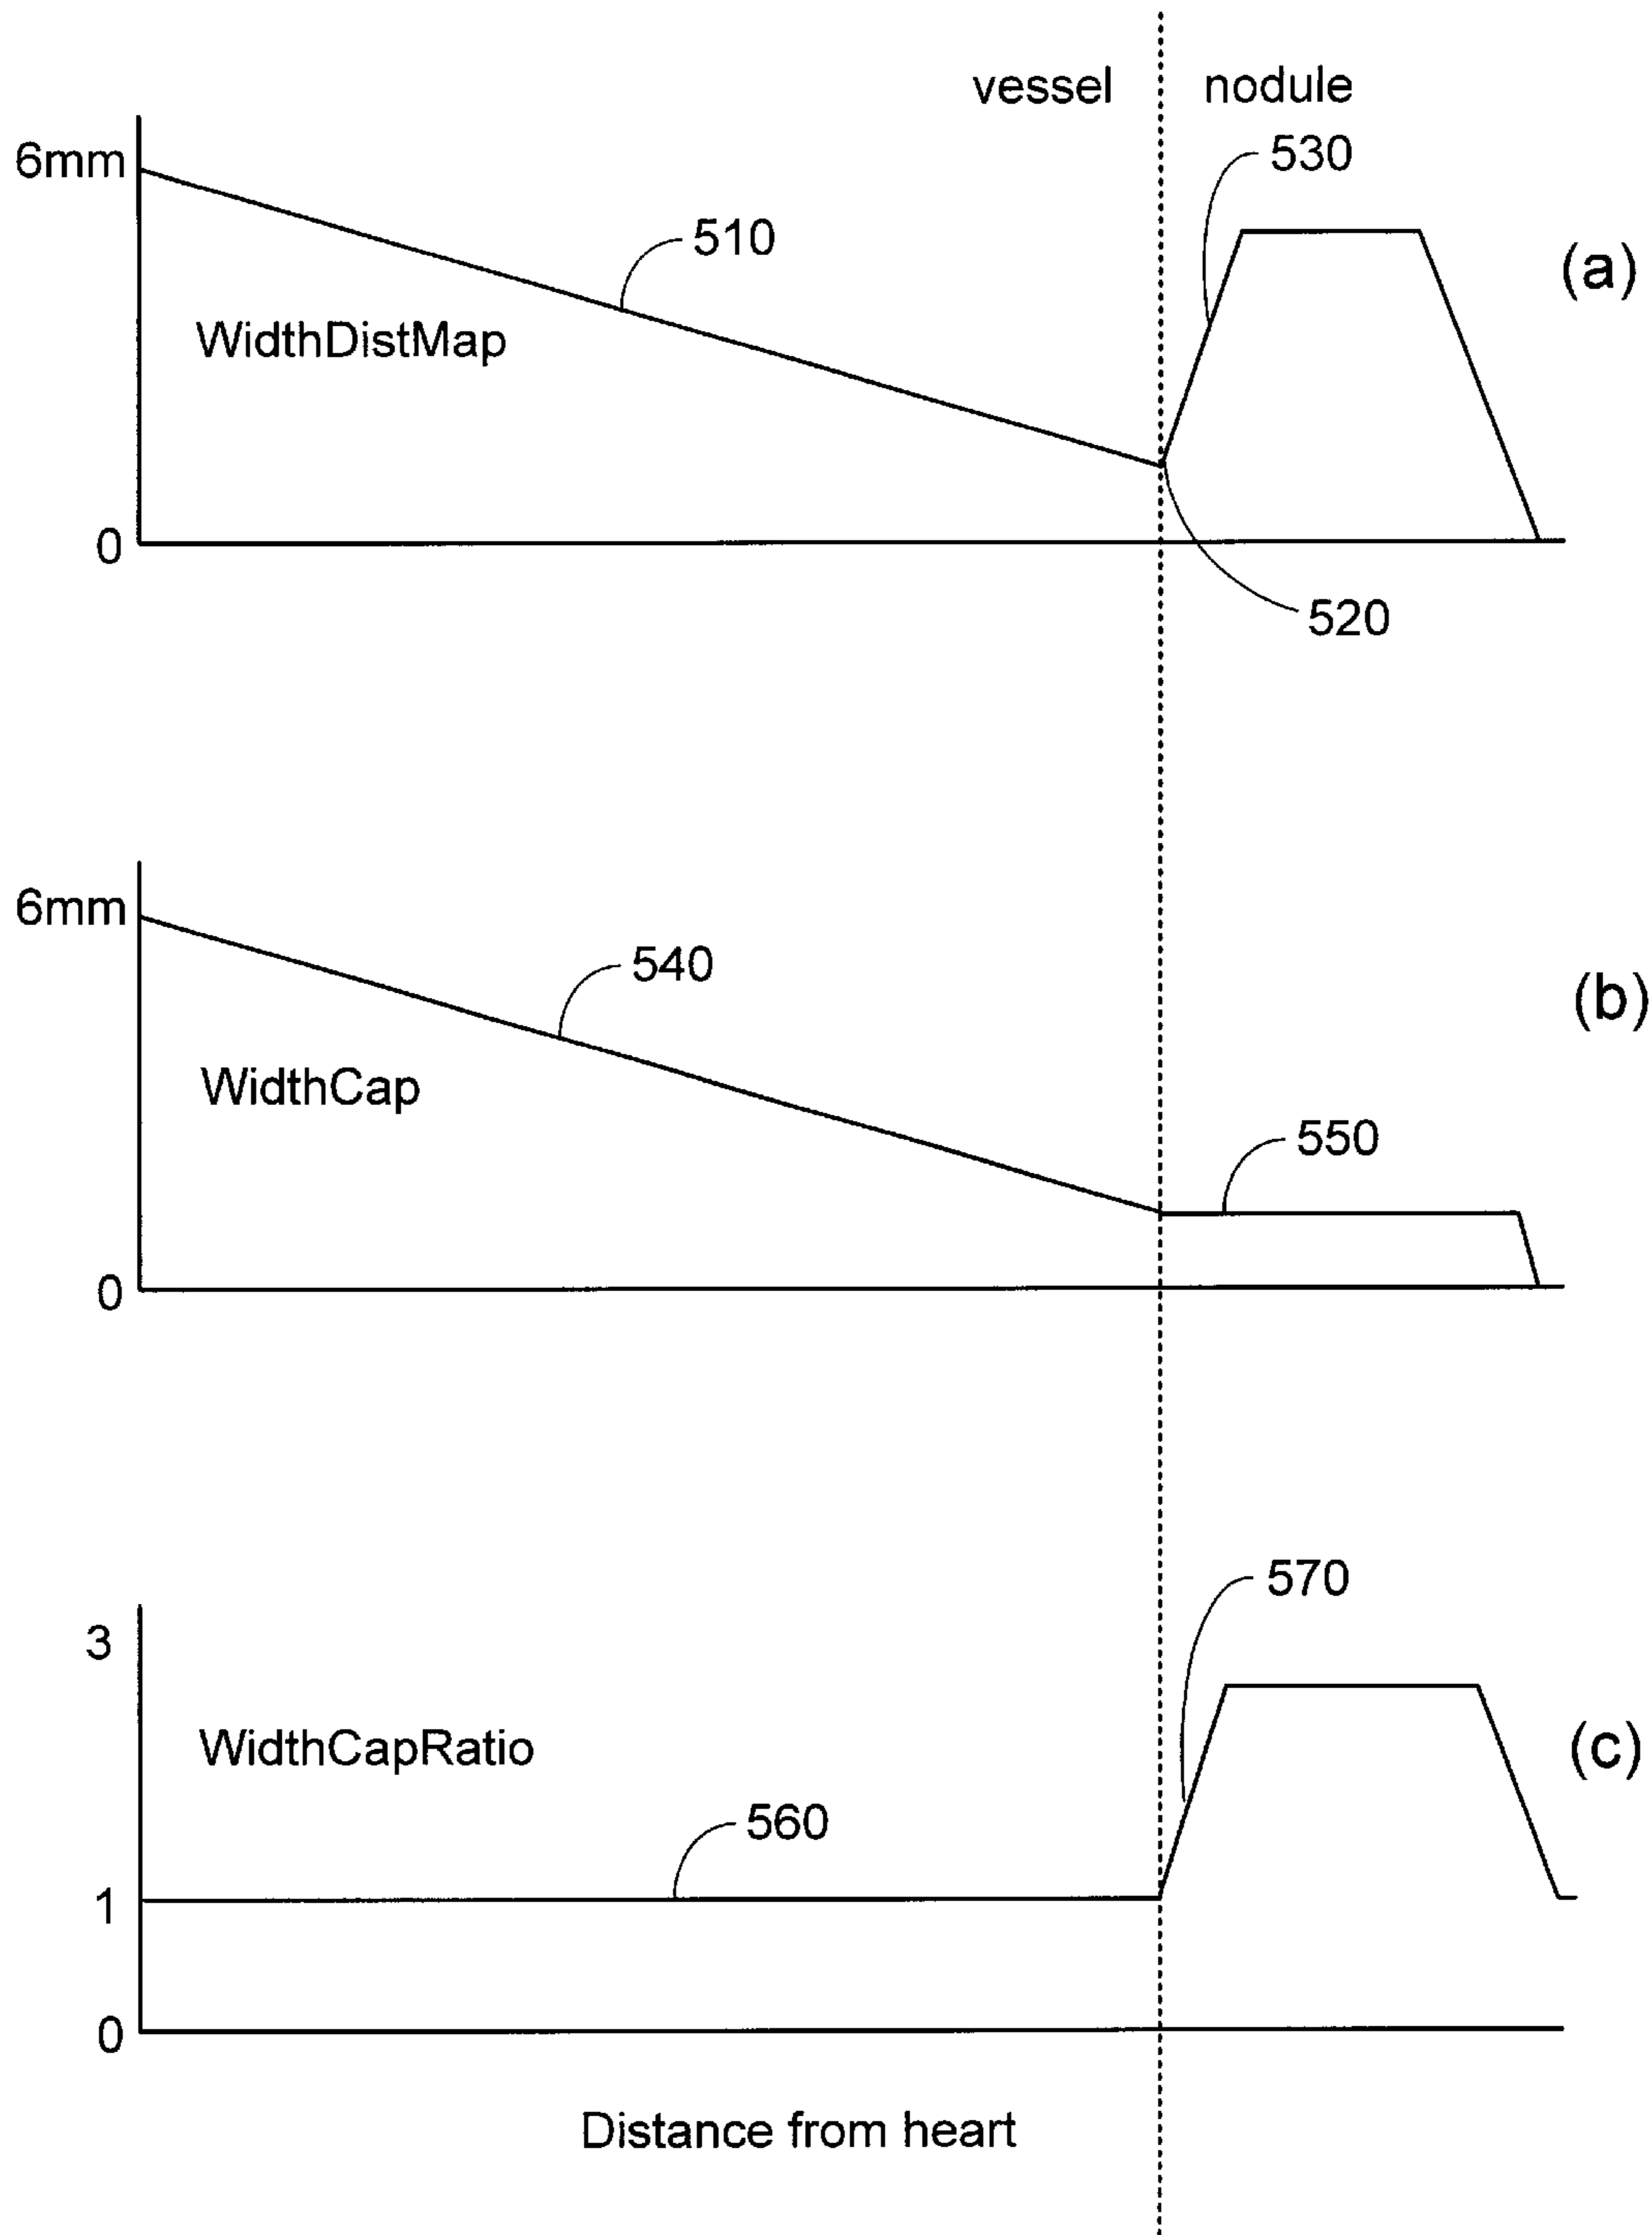 vessel nodule
6mm
530
510
(a)
WidthDistMap
0
520
6mm
540
(b)
WidthCap
550
0
570
3
WidthCapRatio
(c)
560
1
0
Distance from heart